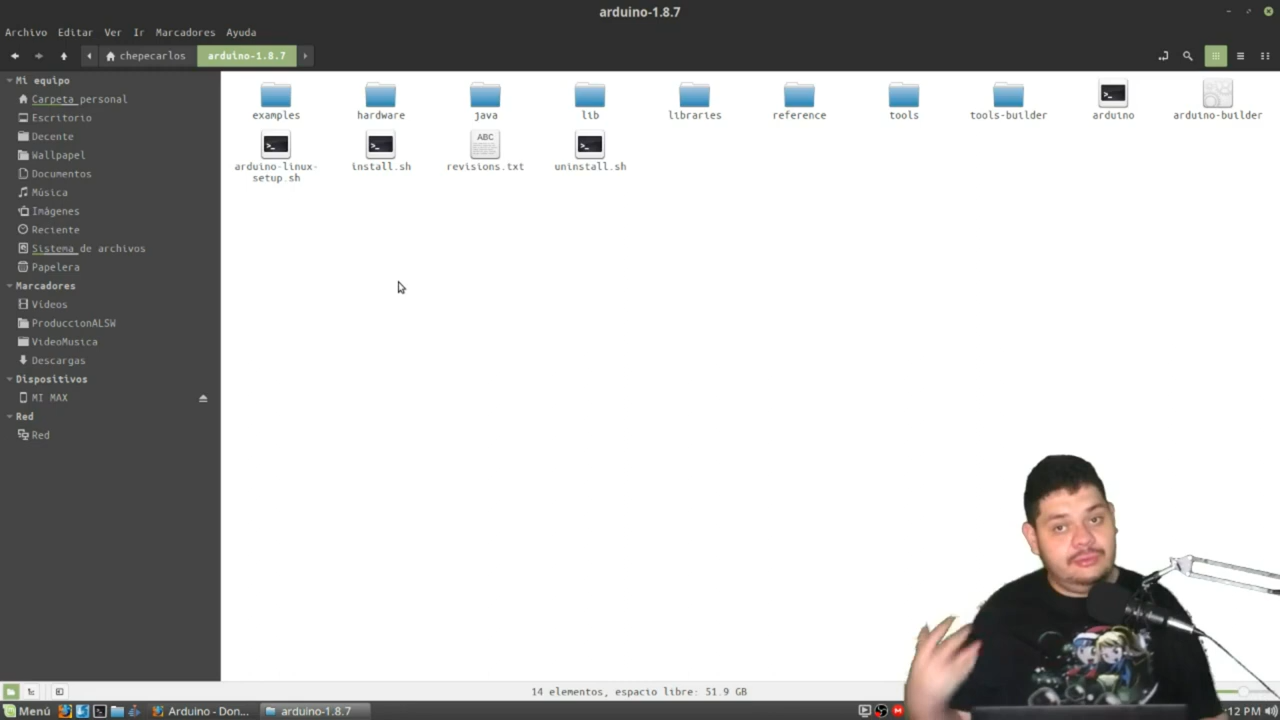 arduino-1.8.7
Archivo Editar Ver Ir Marcadores Ayuda
chepecarlos arduino-1.8.7
Mi equipo
Carpeta personal
Escritorio
Decente
Wallpapel
Documentos
Música
Imágenes
Reciente
Sistema de archivos
Papelera
Marcadores
Vídeos
ProduccionALSW
VideoMusica
Descargas
Dispositivos
MI MAX
Red
Red
examples hardware java lib libraries reference tools tools-builder arduino arduino-builder
arduino-linux-
setup.sh
install.sh
ABC
revisions.txt
uninstall.sh
14 elementos, espacio libre: 51.9 GB
Menú Arduino - Don... arduino-1.8.7 :12 PM